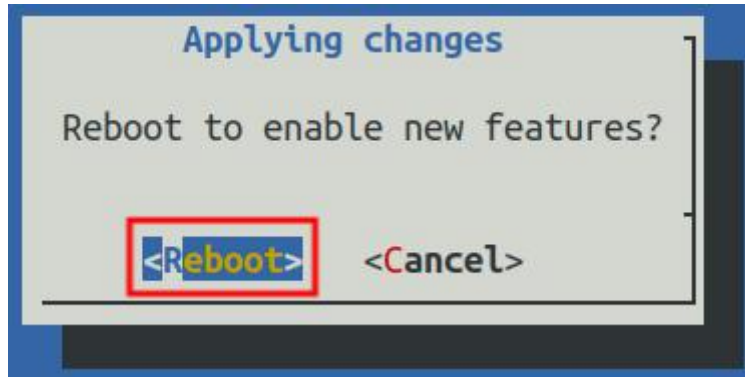 Applying changes
Reboot to enable new features?
<Reboot> <Cancel>